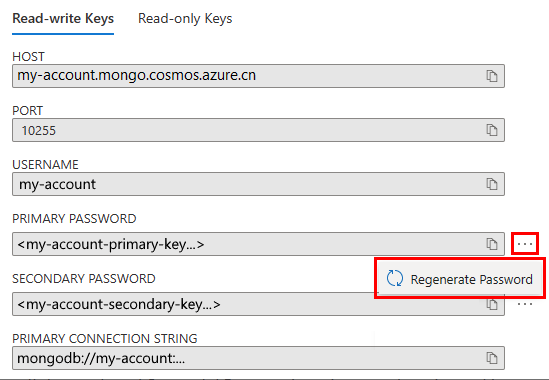 Read-write Keys Read-only Keys
HOST
my-account.mongo.cosmos.azure.cn
PORT
10255
USERNAME
my-account
PRIMARY PASSWORD
<my-account-primary-key...>
...
Regenerate Password
SECONDARY PASSWORD
<my-account-secondary-key...>
...
PRIMARY CONNECTION STRING
mongodb://my-account:...